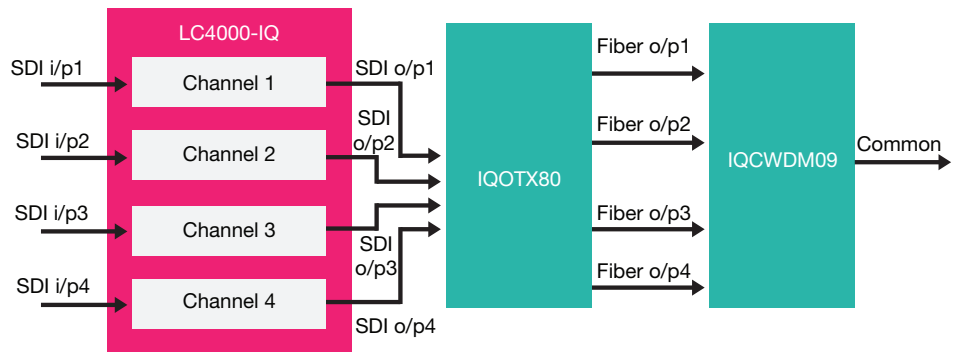 LC4000-IQ
SDI i/p1
Channel 1
SDI o/p1
SDI i/p2
Channel 2
SDI
o/p2
SDI i/p3
Channel 3
SDI
o/p3
SDI i/p4
Channel 4
SDI o/p4
IQOTX80
Fiber o/p1
Fiber o/p2
Fiber o/p3
Fiber o/p4
IQCWDM09
Common